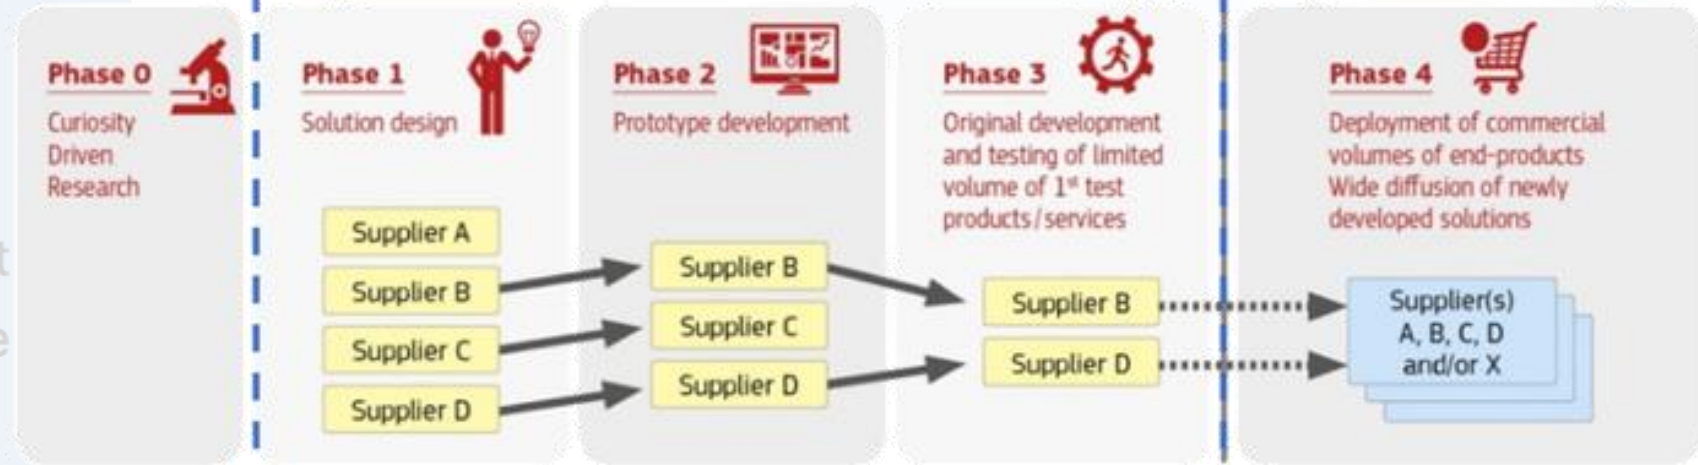 Phase 0
Curiosity
Driven
Research
Phase 1
Solution design
Supplier A
Supplier B
Supplier C
Supplier D
Phase 2
Prototype development
Supplier B
Supplier C
Supplier D
Phase 3
Original development
and testing of limited
volume of 1st test
products/services
Supplier B
Supplier D
Phase 4
Deployment of commercial
volumes of end-products
Wide diffusion of newly
developed solutions
Supplier(s)
A, B, C, D
and/or X
t
e